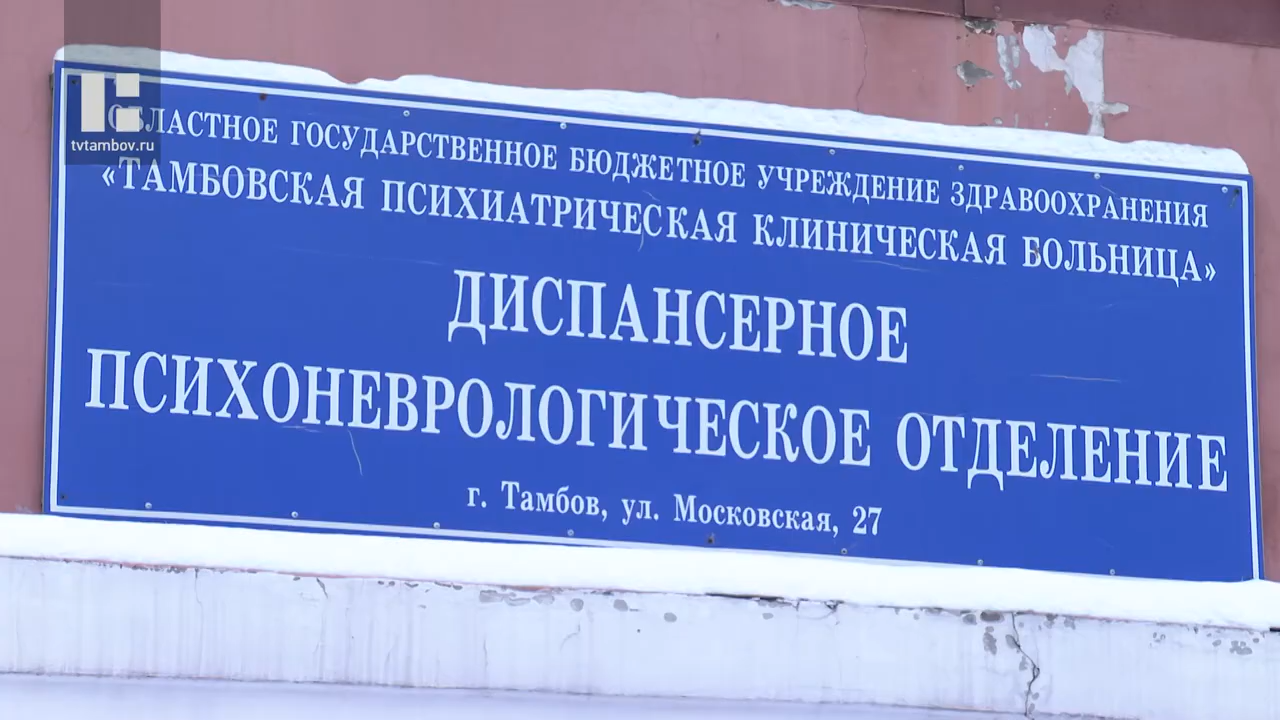 tvtambov.ru
ОБЛАСТНОЕ ГОСУДАРСТВЕННОЕ БЮДЖЕТНОЕ УЧРЕЖДЕНИЕ ЗДРАВООХРАНЕНИЯ
«ТАМБОВСКАЯ ПСИХИАТРИЧЕСКАЯ КЛИНИЧЕСКАЯ БОЛЬНИЦА»
ДИСПАНСЕРНОЕ
ПСИХОНЕВРОЛОГИЧЕСКОЕ ОТДЕЛЕНИЕ
г. Тамбов, ул. Московская, 27